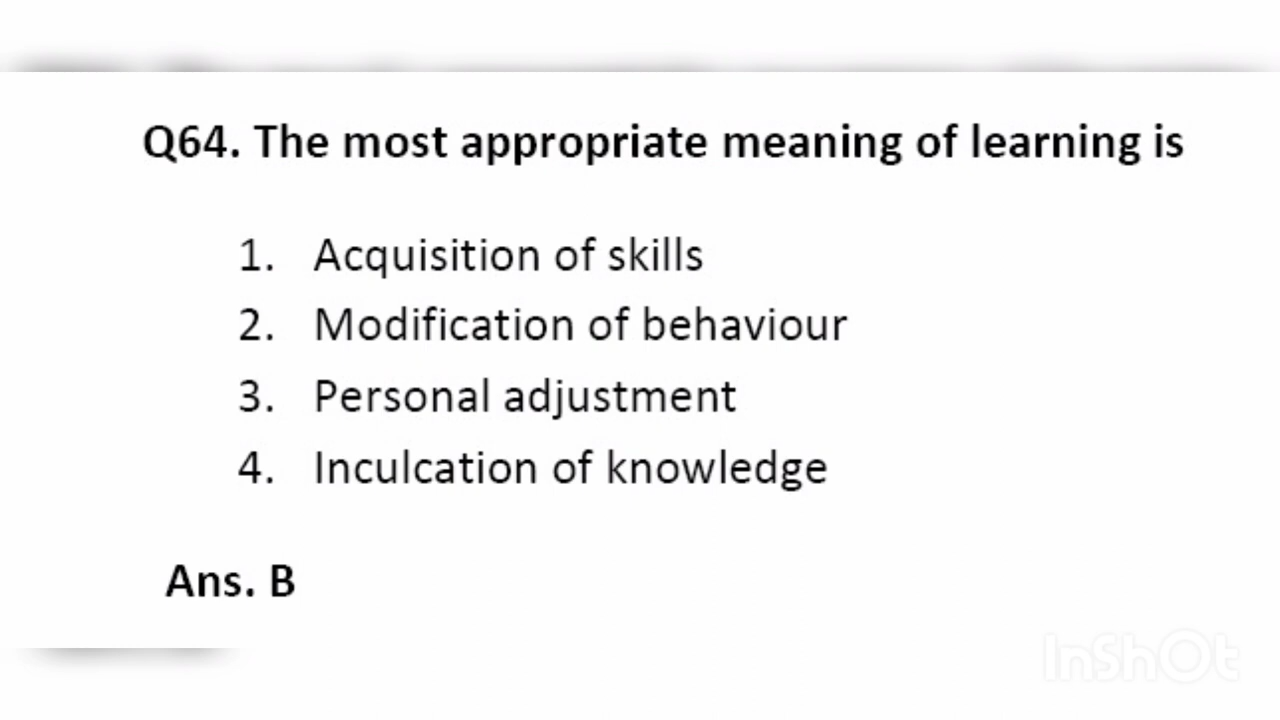 Q64. The most appropriate meaning of learning is
1. Acquisition of skills
2. Modification of behaviour
3. Personal adjustment
4. Inculcation of knowledge
Ans. B
InShOt